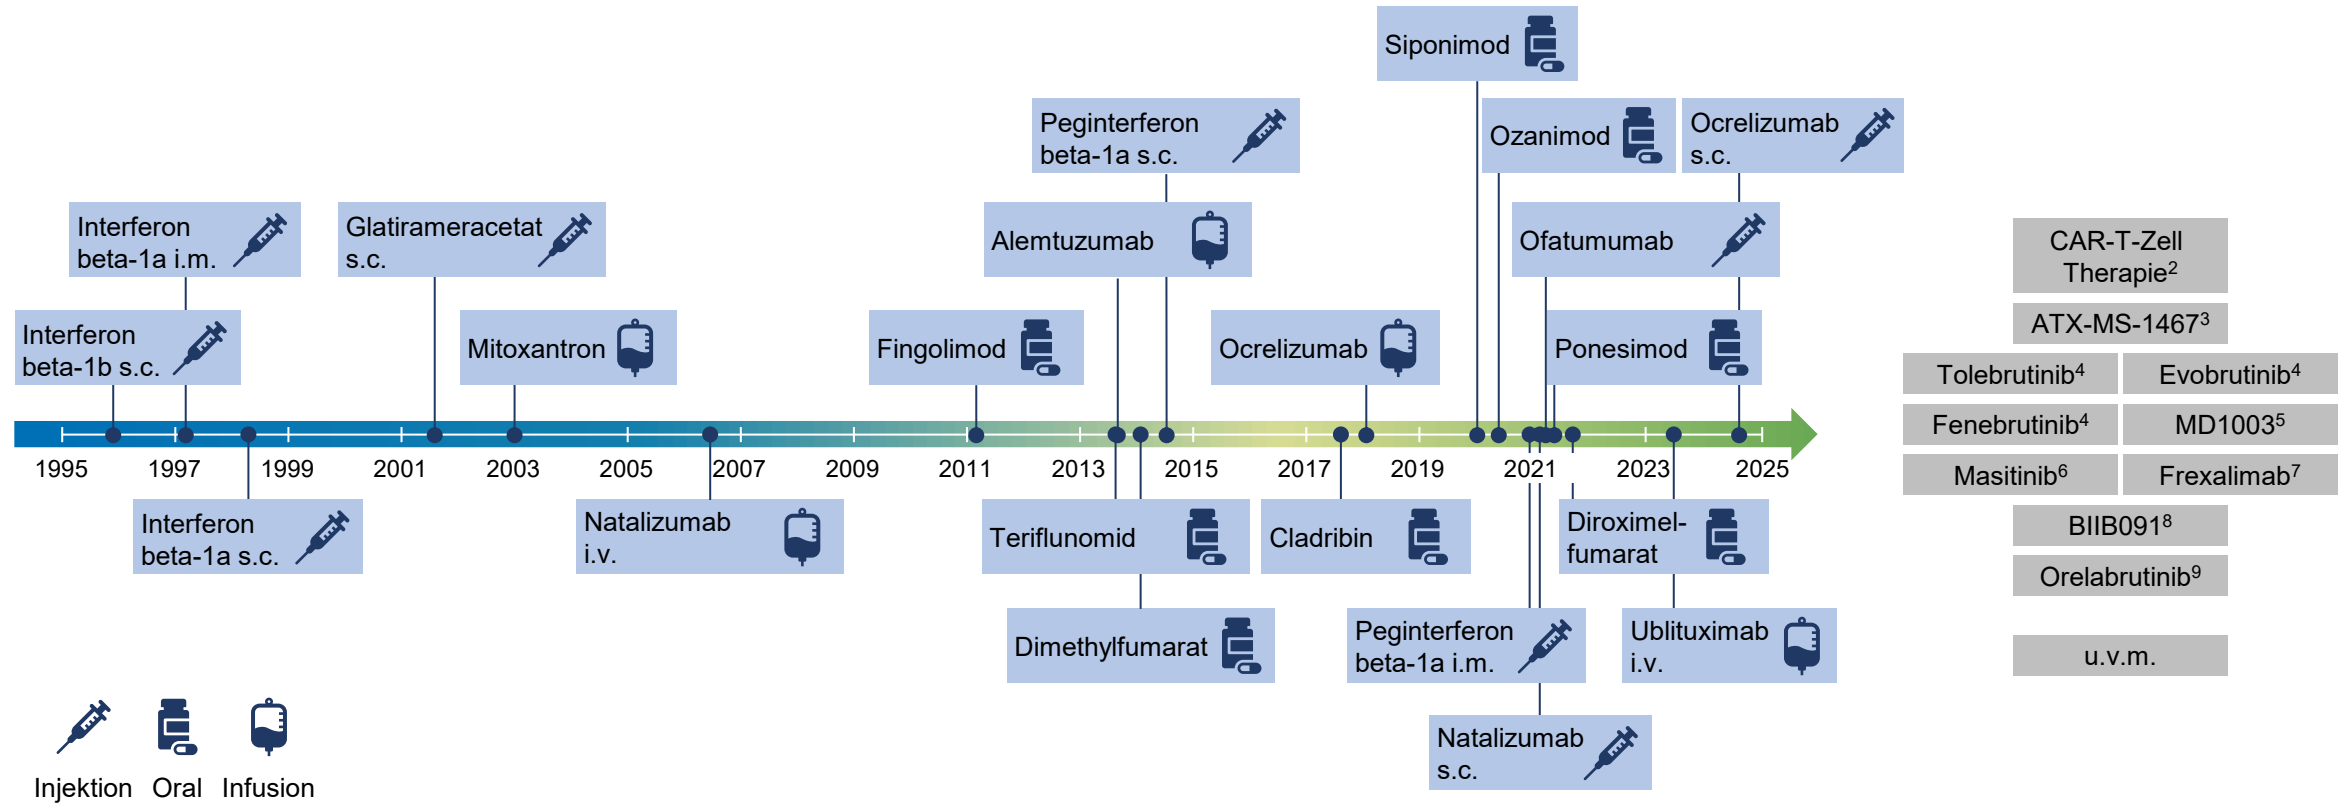 Siponimod
Peginterferon
beta-1a s.c.
Ozanimod
Ocrelizumab
s.c.
Interferon
beta-1a i.m.
Glatirameracetat
s.c.
Alemtuzumab
Ofatumumab
Interferon
beta-1b s.c.
Mitoxantron
Fingolimod
Ocrelizumab
Ponesimod
1995 1997 1999 2001 2003 2005 2007 2009 2011 2013 2015 2017 2019 2021 2023 2025
Interferon
beta-1a s.c.
Natalizumab
i.v.
Teriflunomid
Cladribin
Diroximel-
fumarat
Dimethylfumarat
Peginterferon
beta-1a i.m.
Ublituximab
i.v.
Natalizumab
s.c.
CAR-T-Zell
Therapie²
ATX-MS-1467³
Tolebrutinib⁴ Evobrutinib⁴
Fenebrutinib⁴ MD1003⁵
Masitinib⁶ Frexalimab⁷
BIIB091⁸
Orelabrutinib⁹
u.v.m.
Injektion Oral Infusion